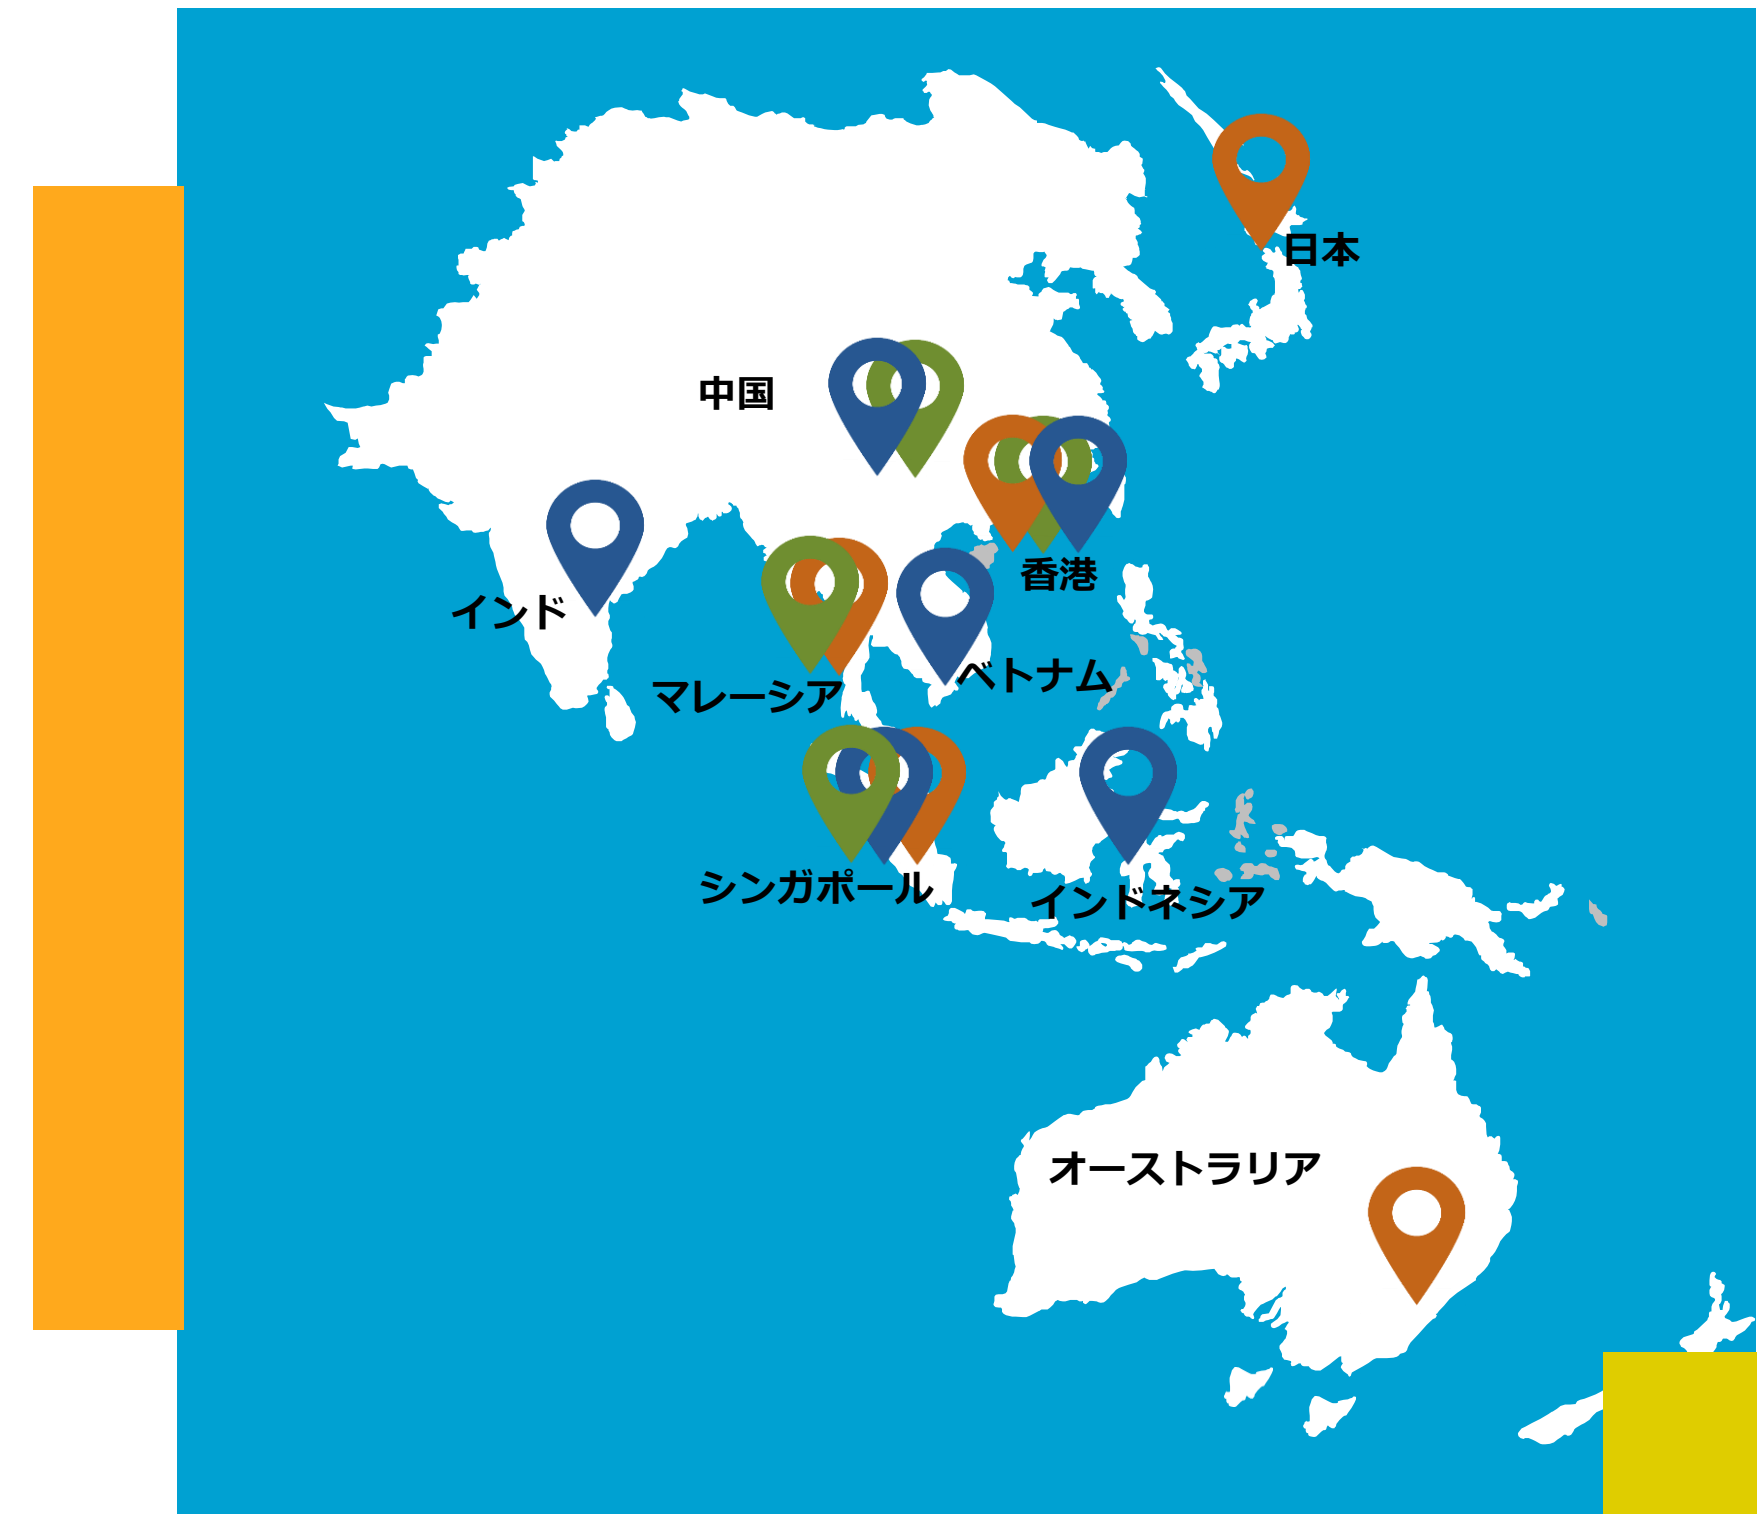 日本
中国
香港
インド
ベトナム
マレーシア
シンガポール
インドネシア
オーストラリア